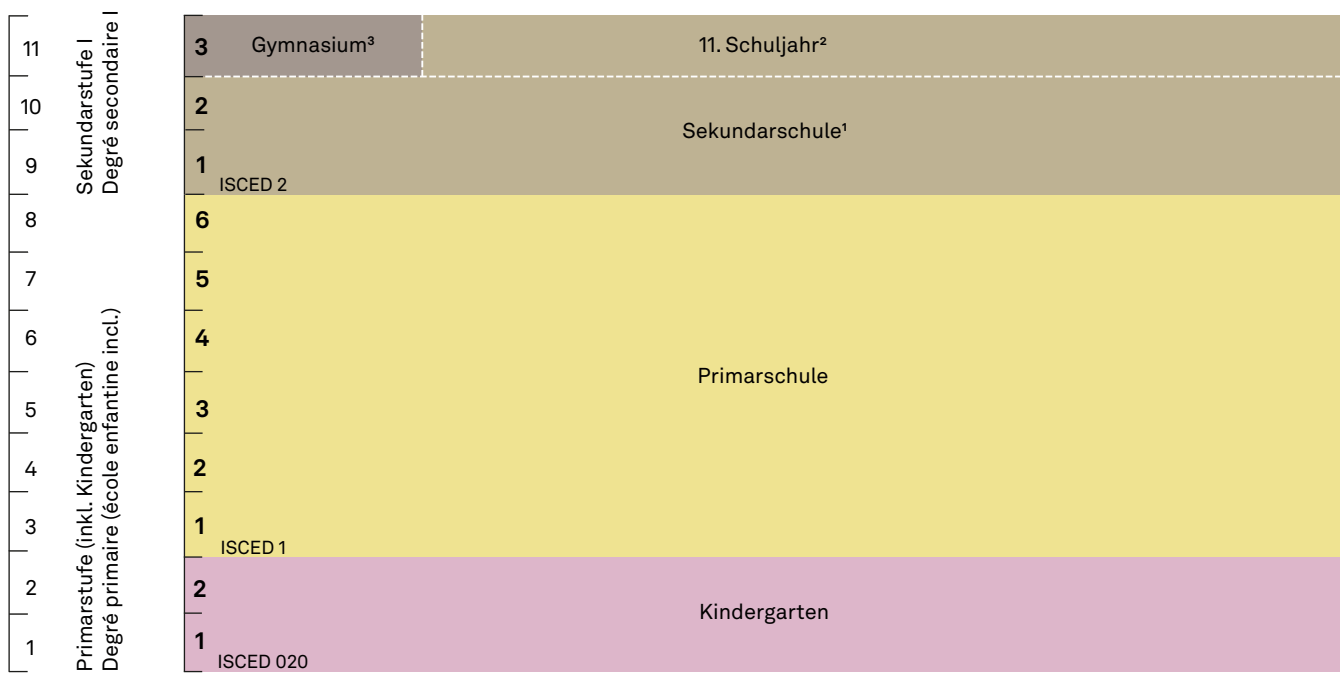 11
10
9
8
7
6
5
4
3
2
1
Sekundarstufe I
Degré secondaire I
Primarstufe (inkl. Kindergarten)
Degré primaire (école enfantine incl.)
3 Gymnasium³ 11. Schuljahr²
2
Sekundarschule¹
1
ISCED 2
6
5
4
Primarschule
3
2
1
ISCED 1
2
Kindergarten
1
ISCED 020